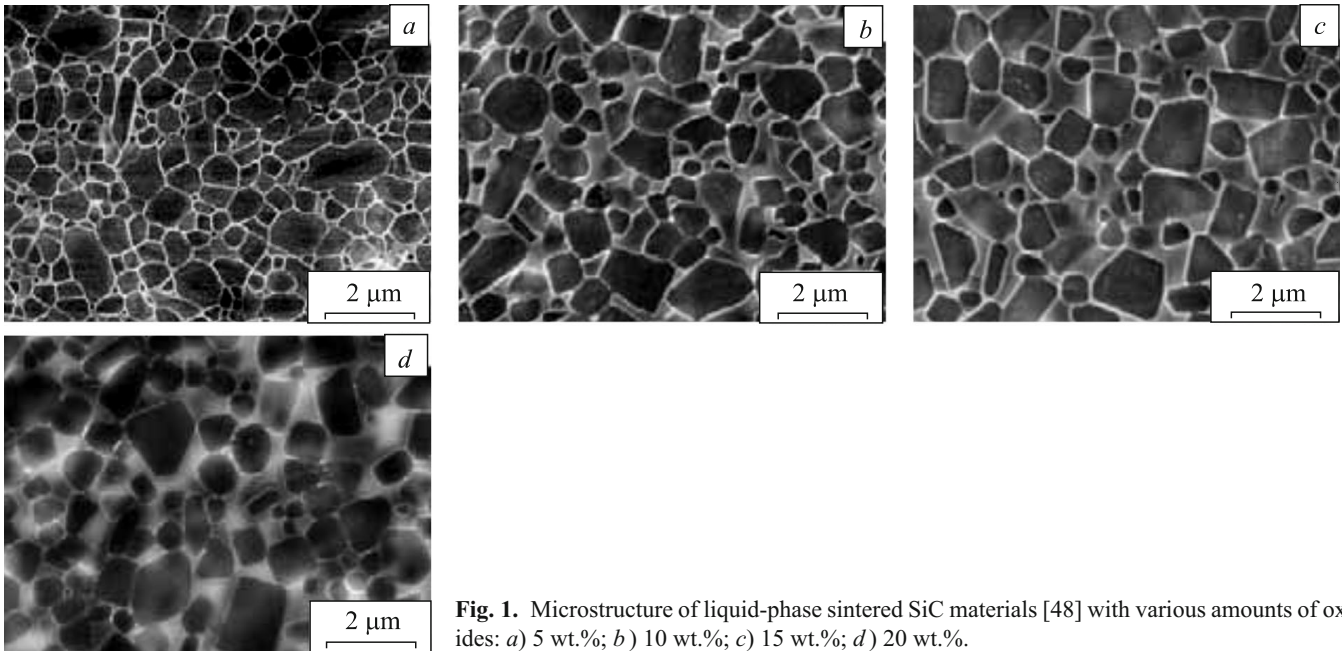 a
b
c
2 μm
2 μm
2 μm
d
2 μm
Fig. 1. Microstructure of liquid-phase sintered SiC materials [48] with various amounts of ox-
ides: a) 5 wt.%; b) 10 wt.%; c) 15 wt.%; d) 20 wt.%.